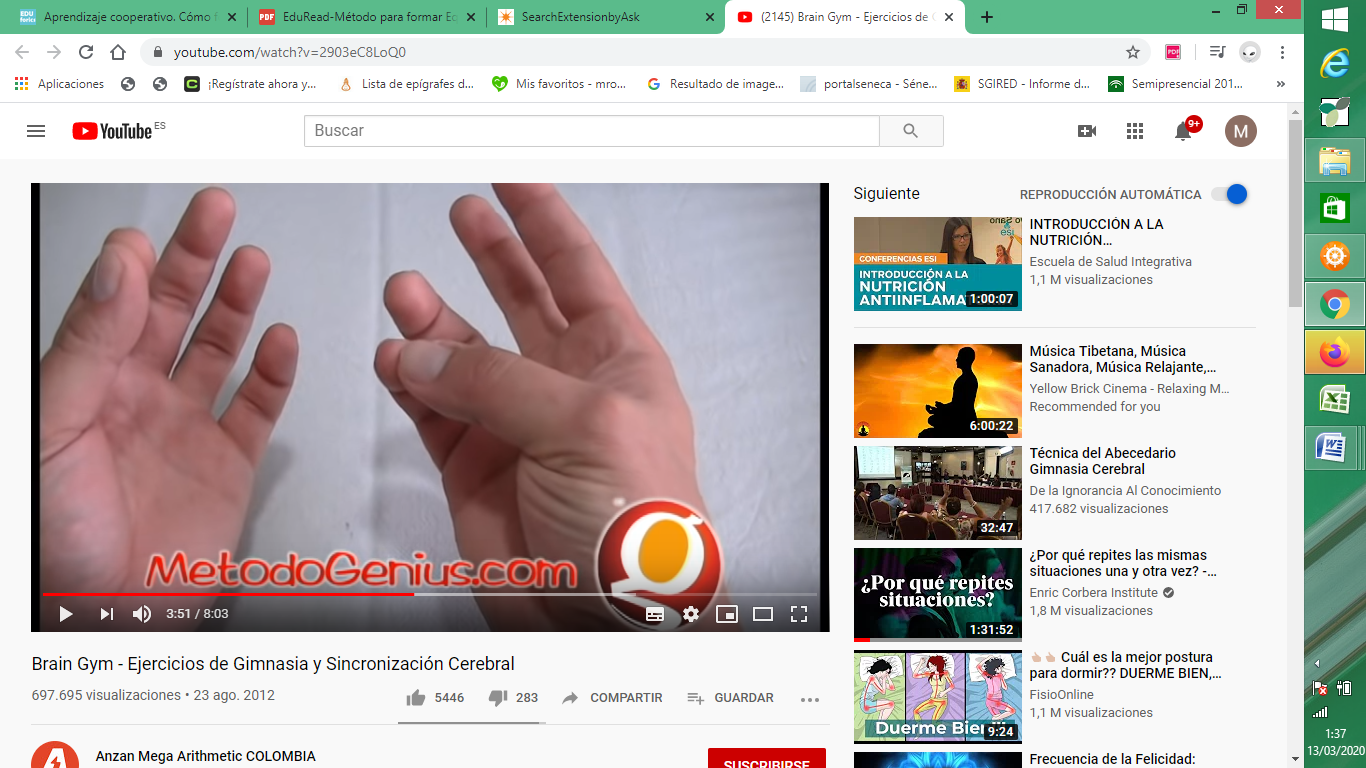 Aprendizaje cooperativo. Cómo f
EduRead-Método para formar Eq
SearchExtensionbyAsk
(2145) Brain Gym - Ejercicios de G
youtube.com/watch?v=2903eC8LoQ0
Aplicaciones
¡Regístrate ahora y...
Lista de epígrafes d...
Mis favoritos - mro...
Resultado de image...
portalseneca - Séne...
SGIRED - Informe d...
Semipresencial 201...
YouTube ES
Buscar
9+
M
MetodoGenius.com
3:51 / 8:03
Brain Gym - Ejercicios de Gimnasia y Sincronización Cerebral
697.695 visualizaciones • 23 ago. 2012
5446
283
COMPARTIR
GUARDAR
Anzan Mega Arithmetic COLOMBIA
SUSCRIBIRSE
Siguiente
REPRODUCCIÓN AUTOMÁTICA
CONFERENCIAS ESI
INTRODUCCIÓN A LA
NUTRICIÓN
ANTIINFLAMA
1:00:07
INTRODUCCIÓN A LA
NUTRICIÓN...
Escuela de Salud Integrativa
1,1 M visualizaciones
6:00:22
Música Tibetana, Música
Sanadora, Música Relajante,...
Yellow Brick Cinema - Relaxing M...
Recommended for you
32:47
Técnica del Abecedario
Gimnasia Cerebral
De la Ignorancia Al Conocimiento
417.682 visualizaciones
¿Por qué repites
situaciones?
1:31:52
¿Por qué repites las mismas
situaciones una y otra vez? -...
Enric Corbera Institute
1,8 M visualizaciones
Duerme Bien
9:24
Cuál es la mejor postura
para dormir?? DUERME BIEN,...
FisioOnline
1,1 M visualizaciones
Frecuencia de la Felicidad:
1:37
13/03/2020